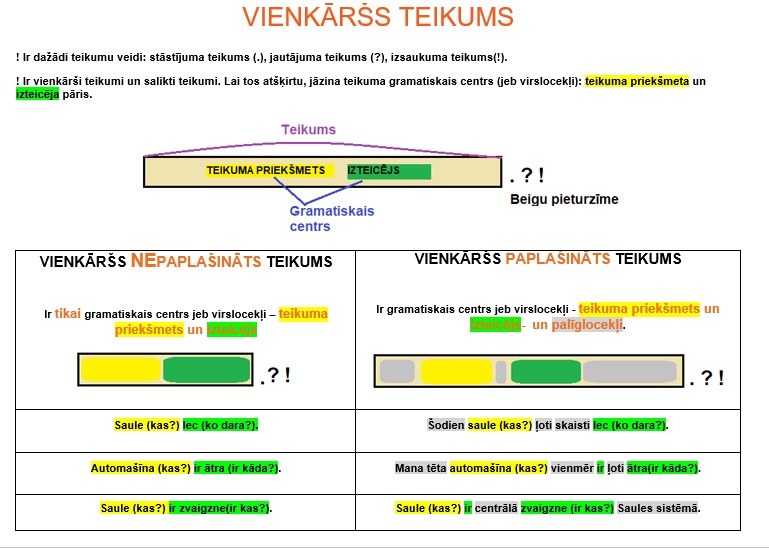 VIENKĀRŠS TEIKUMS
! Ir dažādi teikumu veidi: stāstījuma teikums (.), jautājuma teikums (?), izsaukuma teikums(!).
! Ir vienkārši teikumi un salikti teikumi. Lai tos atšķirtu, jāzina teikuma gramatiskais centrs (jeb virslocekļi): teikuma priekšmeta un
izteicēja pāris.
Teikums
TEIKUMA PRIEKŠMETS IZTEICĒJS . ? !
Beigu pieturzīme
Gramatiskais
centrs
VIENKĀRŠS NEPAPLAŠINĀTS TEIKUMS
Ir tikai gramatiskais centrs jeb virslocekļi – teikuma
priekšmets un izteicējs
. ? !
VIENKĀRŠS PAPLAŠINĀTS TEIKUMS
Ir gramatiskais centrs jeb virslocekļi - teikuma priekšmets un
izteicējs- un palīglocekļi.
. ? !
Saule (kas?) lec (ko dara?).
Šodien saule (kas?) ļoti skaisti lec (ko dara?).
Automašīna (kas?) ir ātra (ir kāda?).
Mana tēta automašīna (kas?) vienmēr ir ļoti ātra(ir kāda?).
Saule (kas?) ir zvaigzne(ir kas?).
Saule (kas?) ir centrālā zvaigzne (ir kas?) Saules sistēmā.